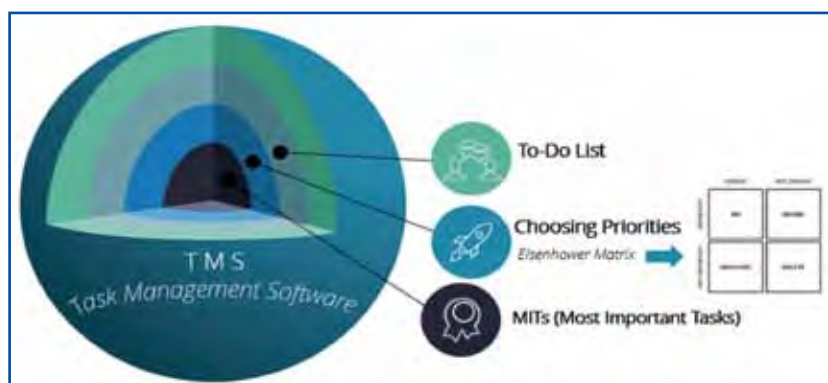 To-Do List
Choosing Priorities
Eisenhower Matrix
MITs (Most Important Tasks)
TMS
Task Management Software